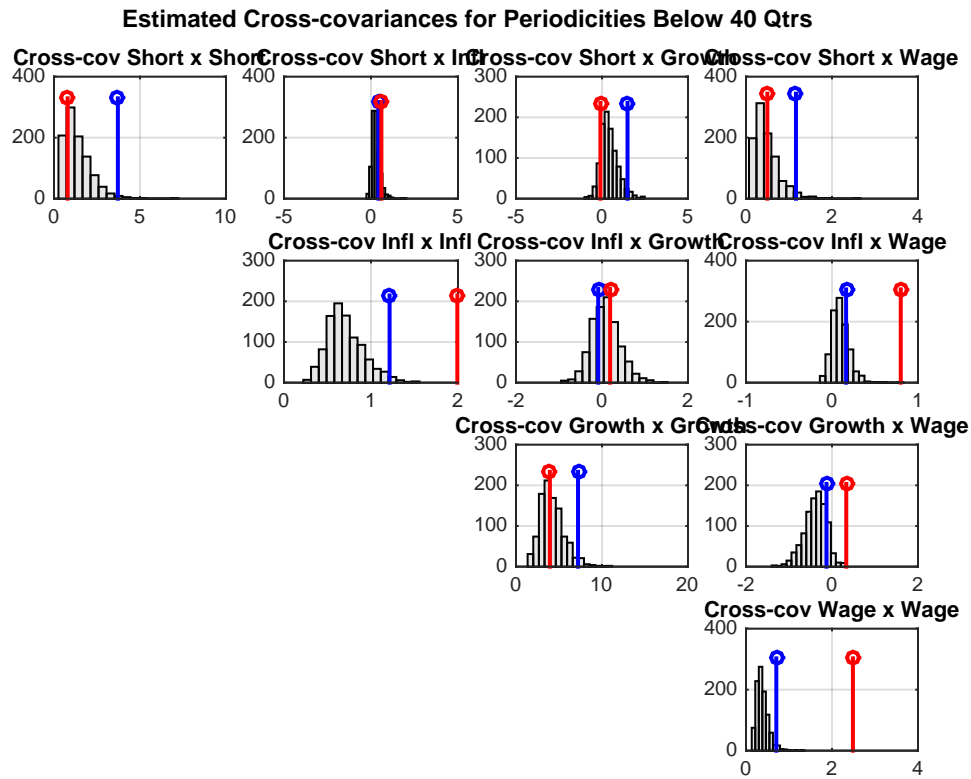 Estimated Cross-covariances for Periodicities Below 40 Qtrs
Cross-cov Short x Short
Cross-cov Short x Infl
Cross-cov Short x Growth
Cross-cov Short x Wage
400
200
0
0 5 10
400
200
0
-5 0 5
300
200
100
0
-5 0 5
400
200
0
0 2 4
Cross-cov Infl x Infl
Cross-cov Infl x Growth
Cross-cov Infl x Wage
300
200
100
0
0 1 2
300
200
100
0
-2 0 2
400
200
0
-1 0 1
Cross-cov Growth x Growth
Cross-cov Growth x Wage
300
200
100
0
0 10 20
300
200
100
0
-2 0 2
Cross-cov Wage x Wage
400
200
0
0 2 4